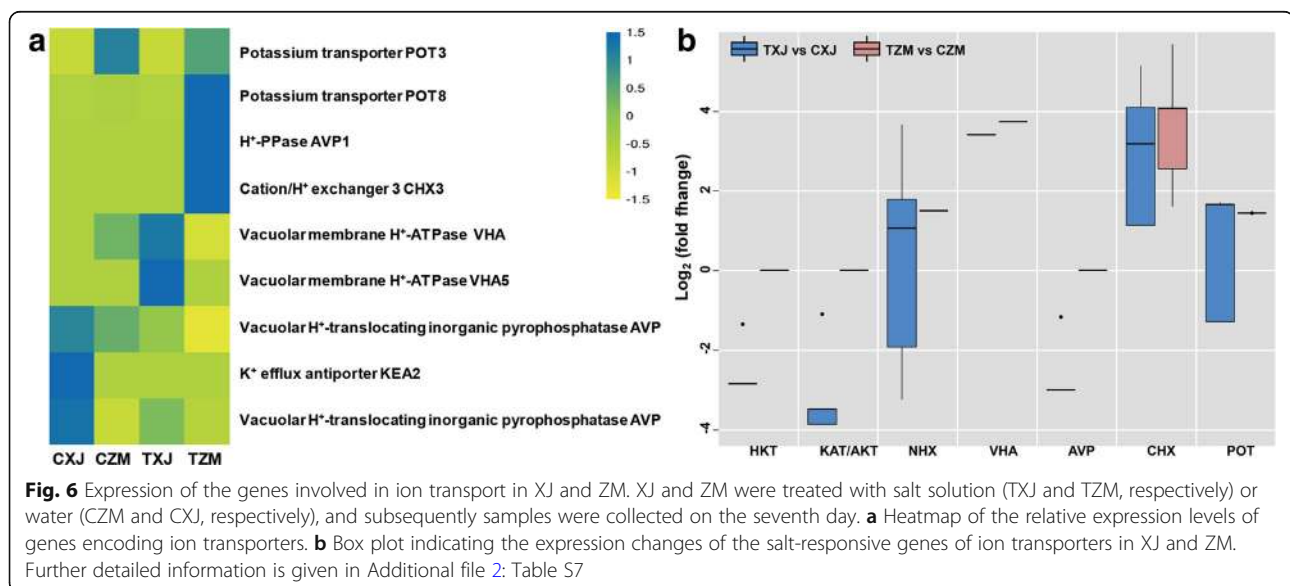 a
Potassium transporter POT3
Potassium transporter POT8
H⁺-PPase AVP1
Cation/H⁺ exchanger 3 CHX3
Vacuolar membrane H⁺-ATPase VHA
Vacuolar membrane H⁺-ATPase VHA5
Vacuolar H⁺-translocating inorganic pyrophosphatase AVP
K⁺ efflux antiporter KEA2
Vacuolar H⁺-translocating inorganic pyrophosphatase AVP
CXJ CZM TXJ TZM
1.5
1
0.5
0
-0.5
-1
-1.5
b
TXJ vs CXJ TZM vs CZM
Log₂ (fold fhange)
4
2
0
-2
-4
HKT KAT/AKT NHX VHA AVP CHX POT
Fig. 6 Expression of the genes involved in ion transport in XJ and ZM. XJ and ZM were treated with salt solution (TXJ and TZM, respectively) or
water (CZM and CXJ, respectively), and subsequently samples were collected on the seventh day. a Heatmap of the relative expression levels of
genes encoding ion transporters. b Box plot indicating the expression changes of the salt-responsive genes of ion transporters in XJ and ZM.
Further detailed information is given in Additional file 2: Table S7